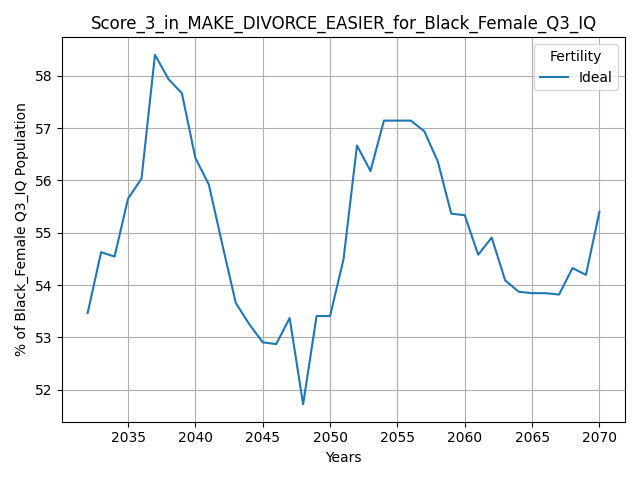 Score_3_in_MAKE_DIVORCE_EASIER_for_Black_Female_Q3_IQ
Fertility
Ideal
% of Black_Female Q3_IQ Population
58
57
56
55
54
53
52
2035 2040 2045 2050 2055 2060 2065 2070
Years